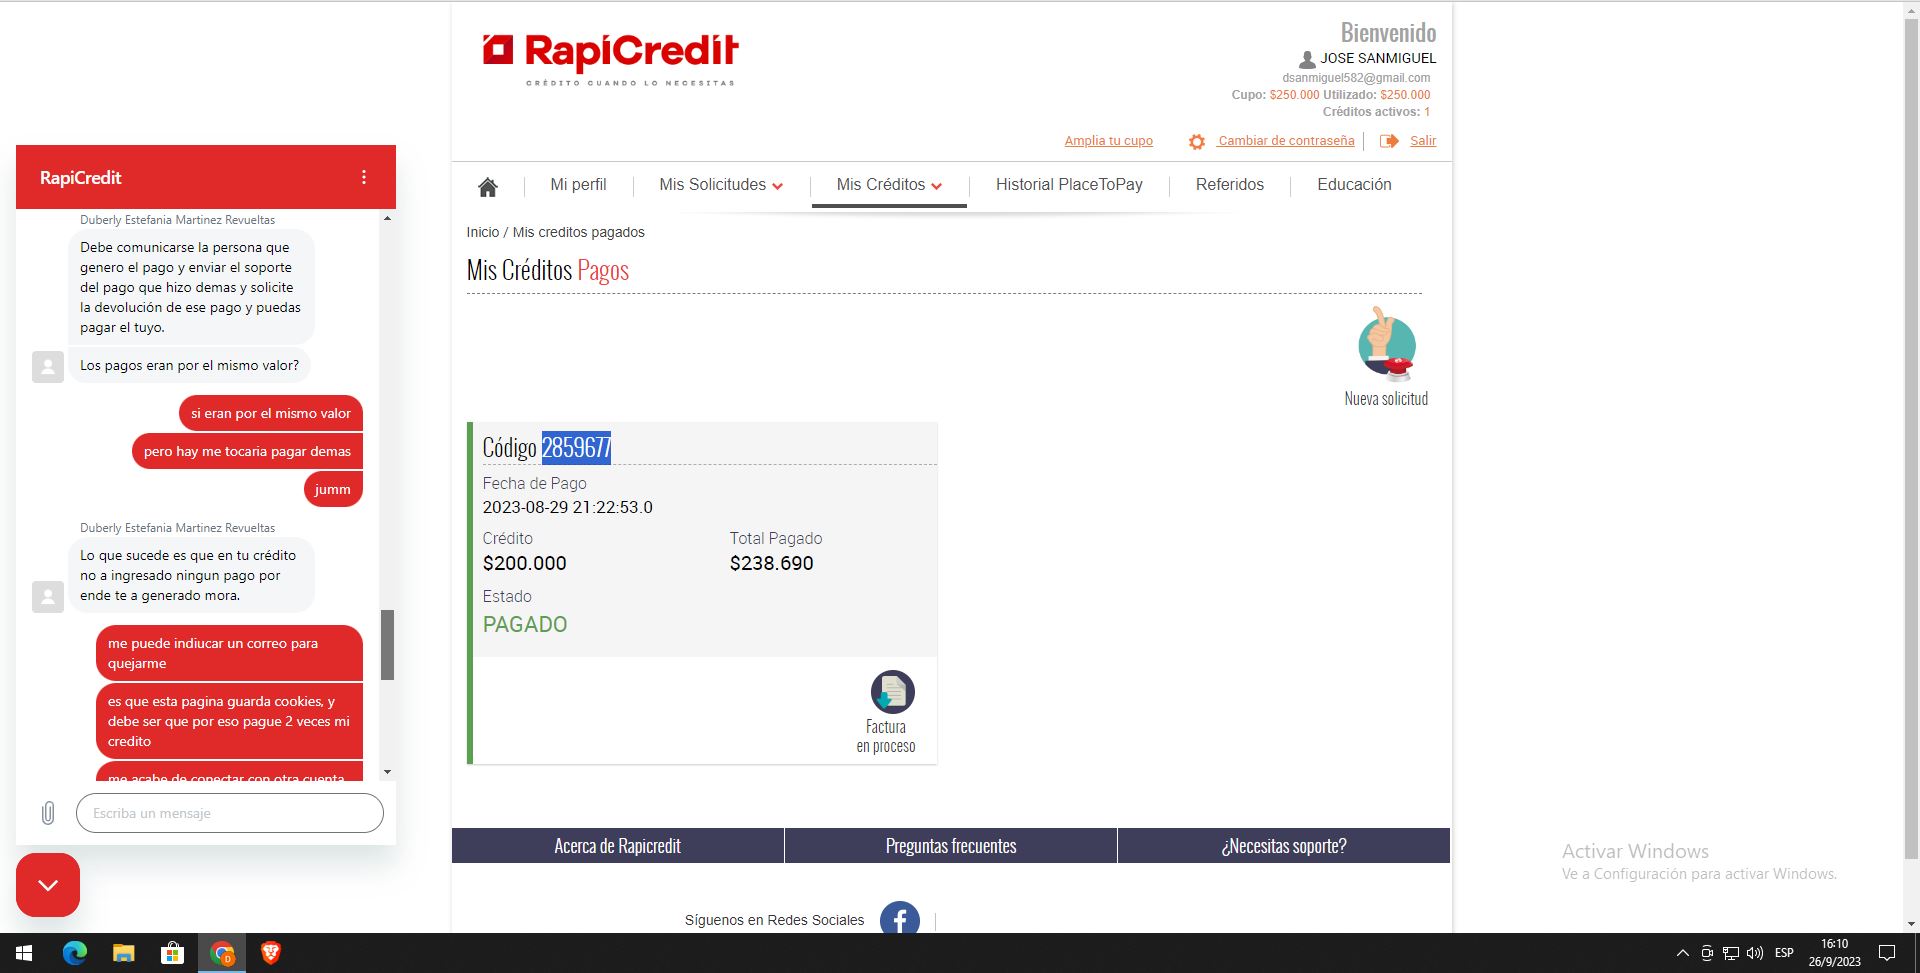 RapiCredit
Duberly Estefania Martinez Revueltas
Debe comunicarse la persona que
genero el pago y enviar el soporte
del pago que hizo demas y solicite
la devolución de ese pago y puedas
pagar el tuyo.
Los pagos eran por el mismo valor?
si eran por el mismo valor
pero hay me tocaria pagar demas
jumm
Duberly Estefania Martinez Revueltas
Lo que sucede es que en tu crédito
no a ingresado ningun pago por
ende te a generado mora.
me puede indiucar un correo para
quejarme
es que esta pagina guarda cookies, y
debe ser que por eso pague 2 veces mi
credito
me acabe de conectar con otra cuenta
Escriba un mensaje
RapiCredit
CRÉDITO CUANDO LO NECESITAS
Bienvenido
JOSE SANMIGUEL
dsanmiguel582@gmail.com
Cupo: $250.000 Utilizado: $250.000
Créditos activos: 1
Amplia tu cupo
Cambiar de contraseña
Salir
Mi perfil
Mis Solicitudes
Mis Créditos
Historial PlaceToPay
Referidos
Educación
Inicio / Mis creditos pagados
Mis Créditos Pagos
Nueva solicitud
Código 2859677
Fecha de Pago
2023-08-29 21:22:53.0
Crédito
Total Pagado
$200.000
$238.690
Estado
PAGADO
Factura
en proceso
Acerca de Rapicredit
Preguntas frecuentes
¿Necesitas soporte?
Síguenos en Redes Sociales
Activar Windows
Ve a Configuración para activar Windows.
D
ESP
16:10
26/9/2023